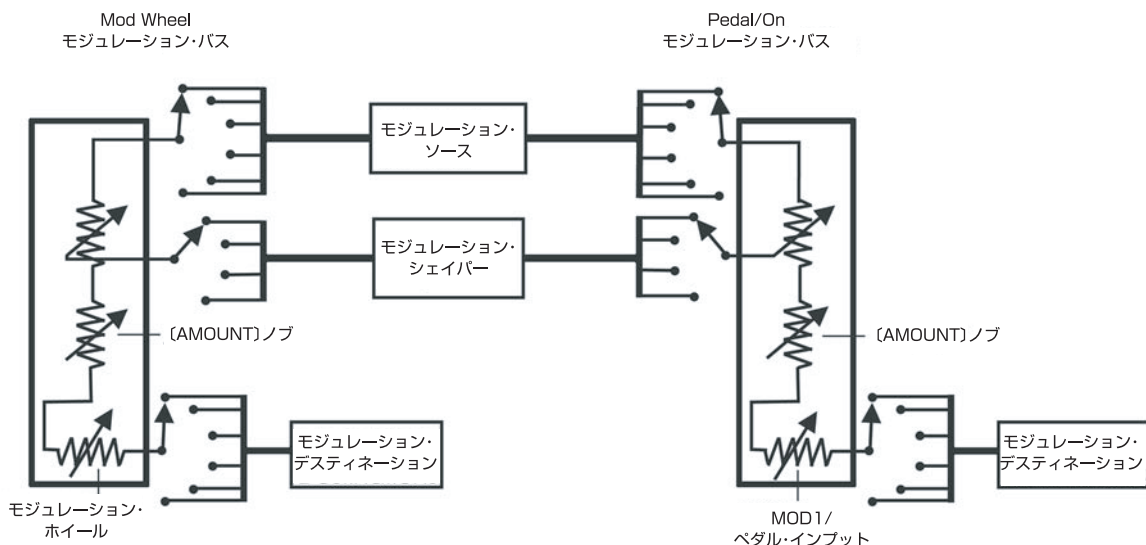 Mod Wheel
モジュレーション・バス
Pedal/On
モジュレーション・バス
モジュレーション・
ソース
モジュレーション・
シェイパー
〔AMOUNT〕ノブ
〔AMOUNT〕ノブ
モジュレーション・
デスティネーション
モジュレーション・
デスティネーション
モジュレーション・
ホイール
MOD1/
ペダル・インプット